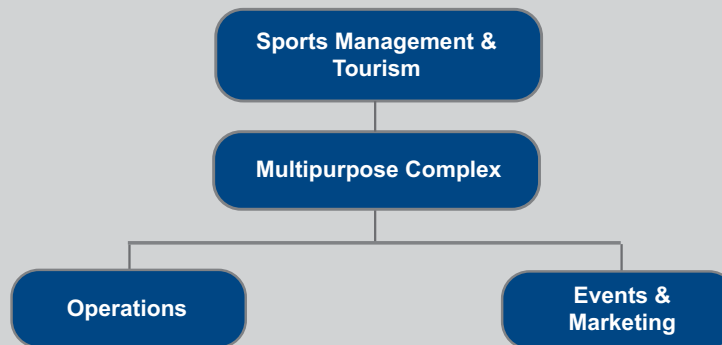 Sports Management &
Tourism
Multipurpose Complex
Operations
Events &
Marketing